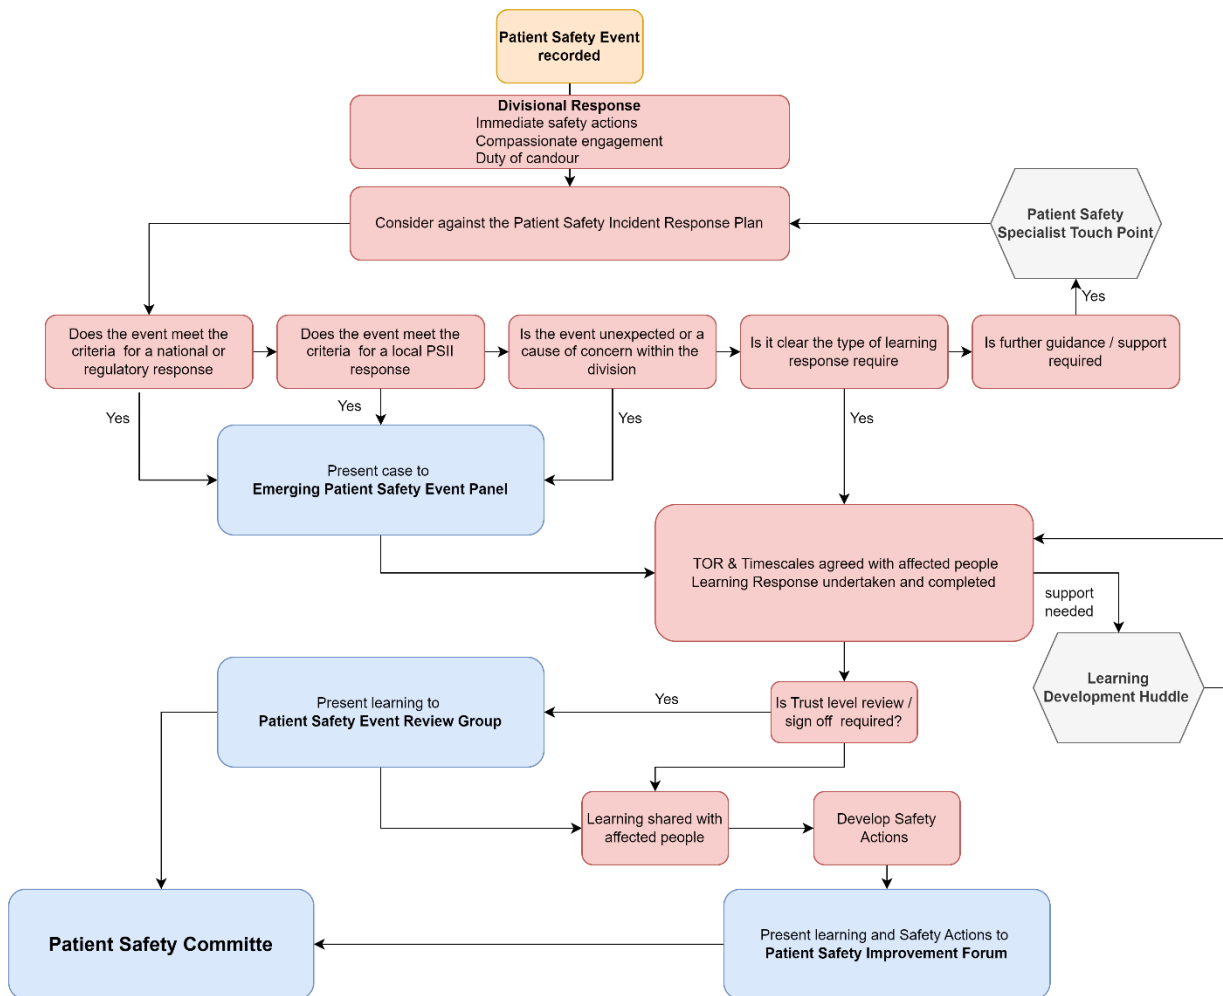 Patient Safety Event
recorded
Divisional Response
Immediate safety actions
Compassionate engagement
Duty of candour
Consider against the Patient Safety Incident Response Plan
Patient Safety
Specialist Touch Point
Yes
Does the event meet the
criteria for a national or
regulatory response
Does the event meet the
criteria for a local PSII
response
Is the event unexpected or a
cause of concern within the
division
Is it clear the type of learning
response require
Is further guidance / support
required
Yes
Yes
Yes
Yes
Present case to
Emerging Patient Safety Event Panel
TOR & Timescales agreed with affected people
Learning Response undertaken and completed
support
needed
Learning
Development Huddle
Present learning to
Patient Safety Event Review Group
Yes
Is Trust level review /
sign off required?
Learning shared with
affected people
Develop Safety
Actions
Patient Safety Committe
Present learning and Safety Actions to
Patient Safety Improvement Forum